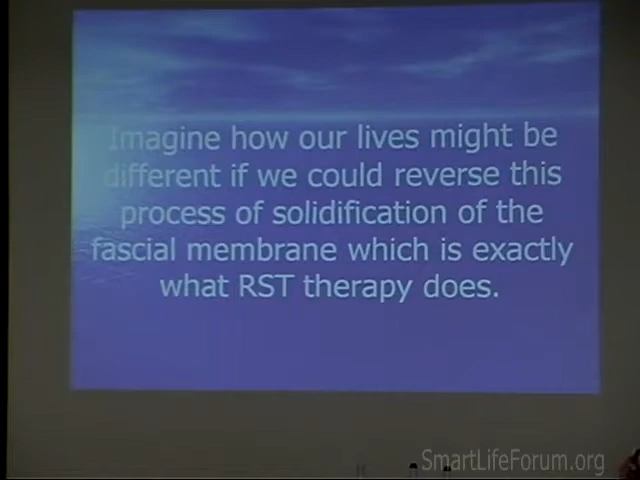 Imagine how our lives might be
different if we could reverse this
process of solidification of the
fascial membrane which is exactly
what RST therapy does.
SmartLifeForum.org